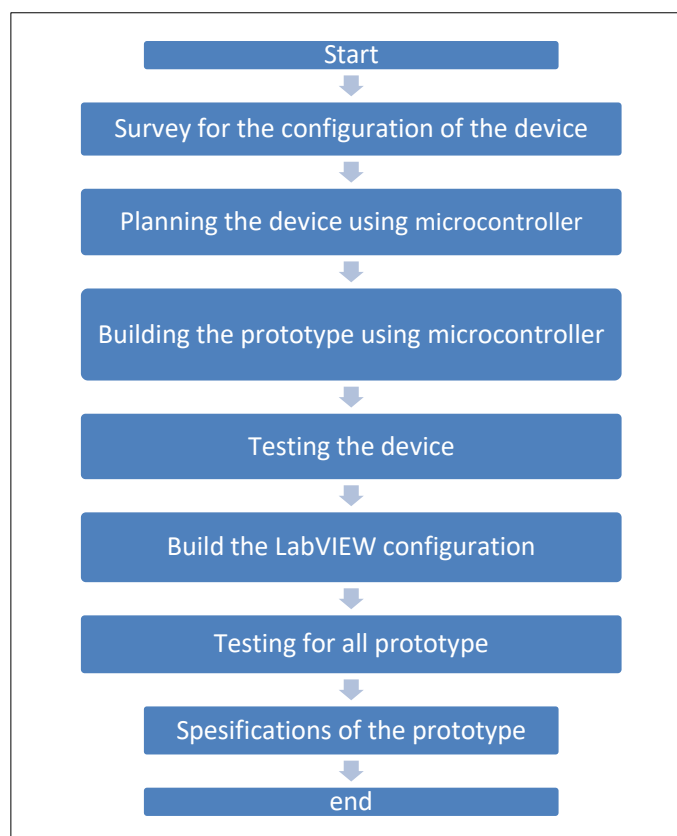 Start
Survey for the configuration of the device
Planning the device using microcontroller
Building the prototype using microcontroller
Testing the device
Build the LabVIEW configuration
Testing for all prototype
Spesifications of the prototype
end